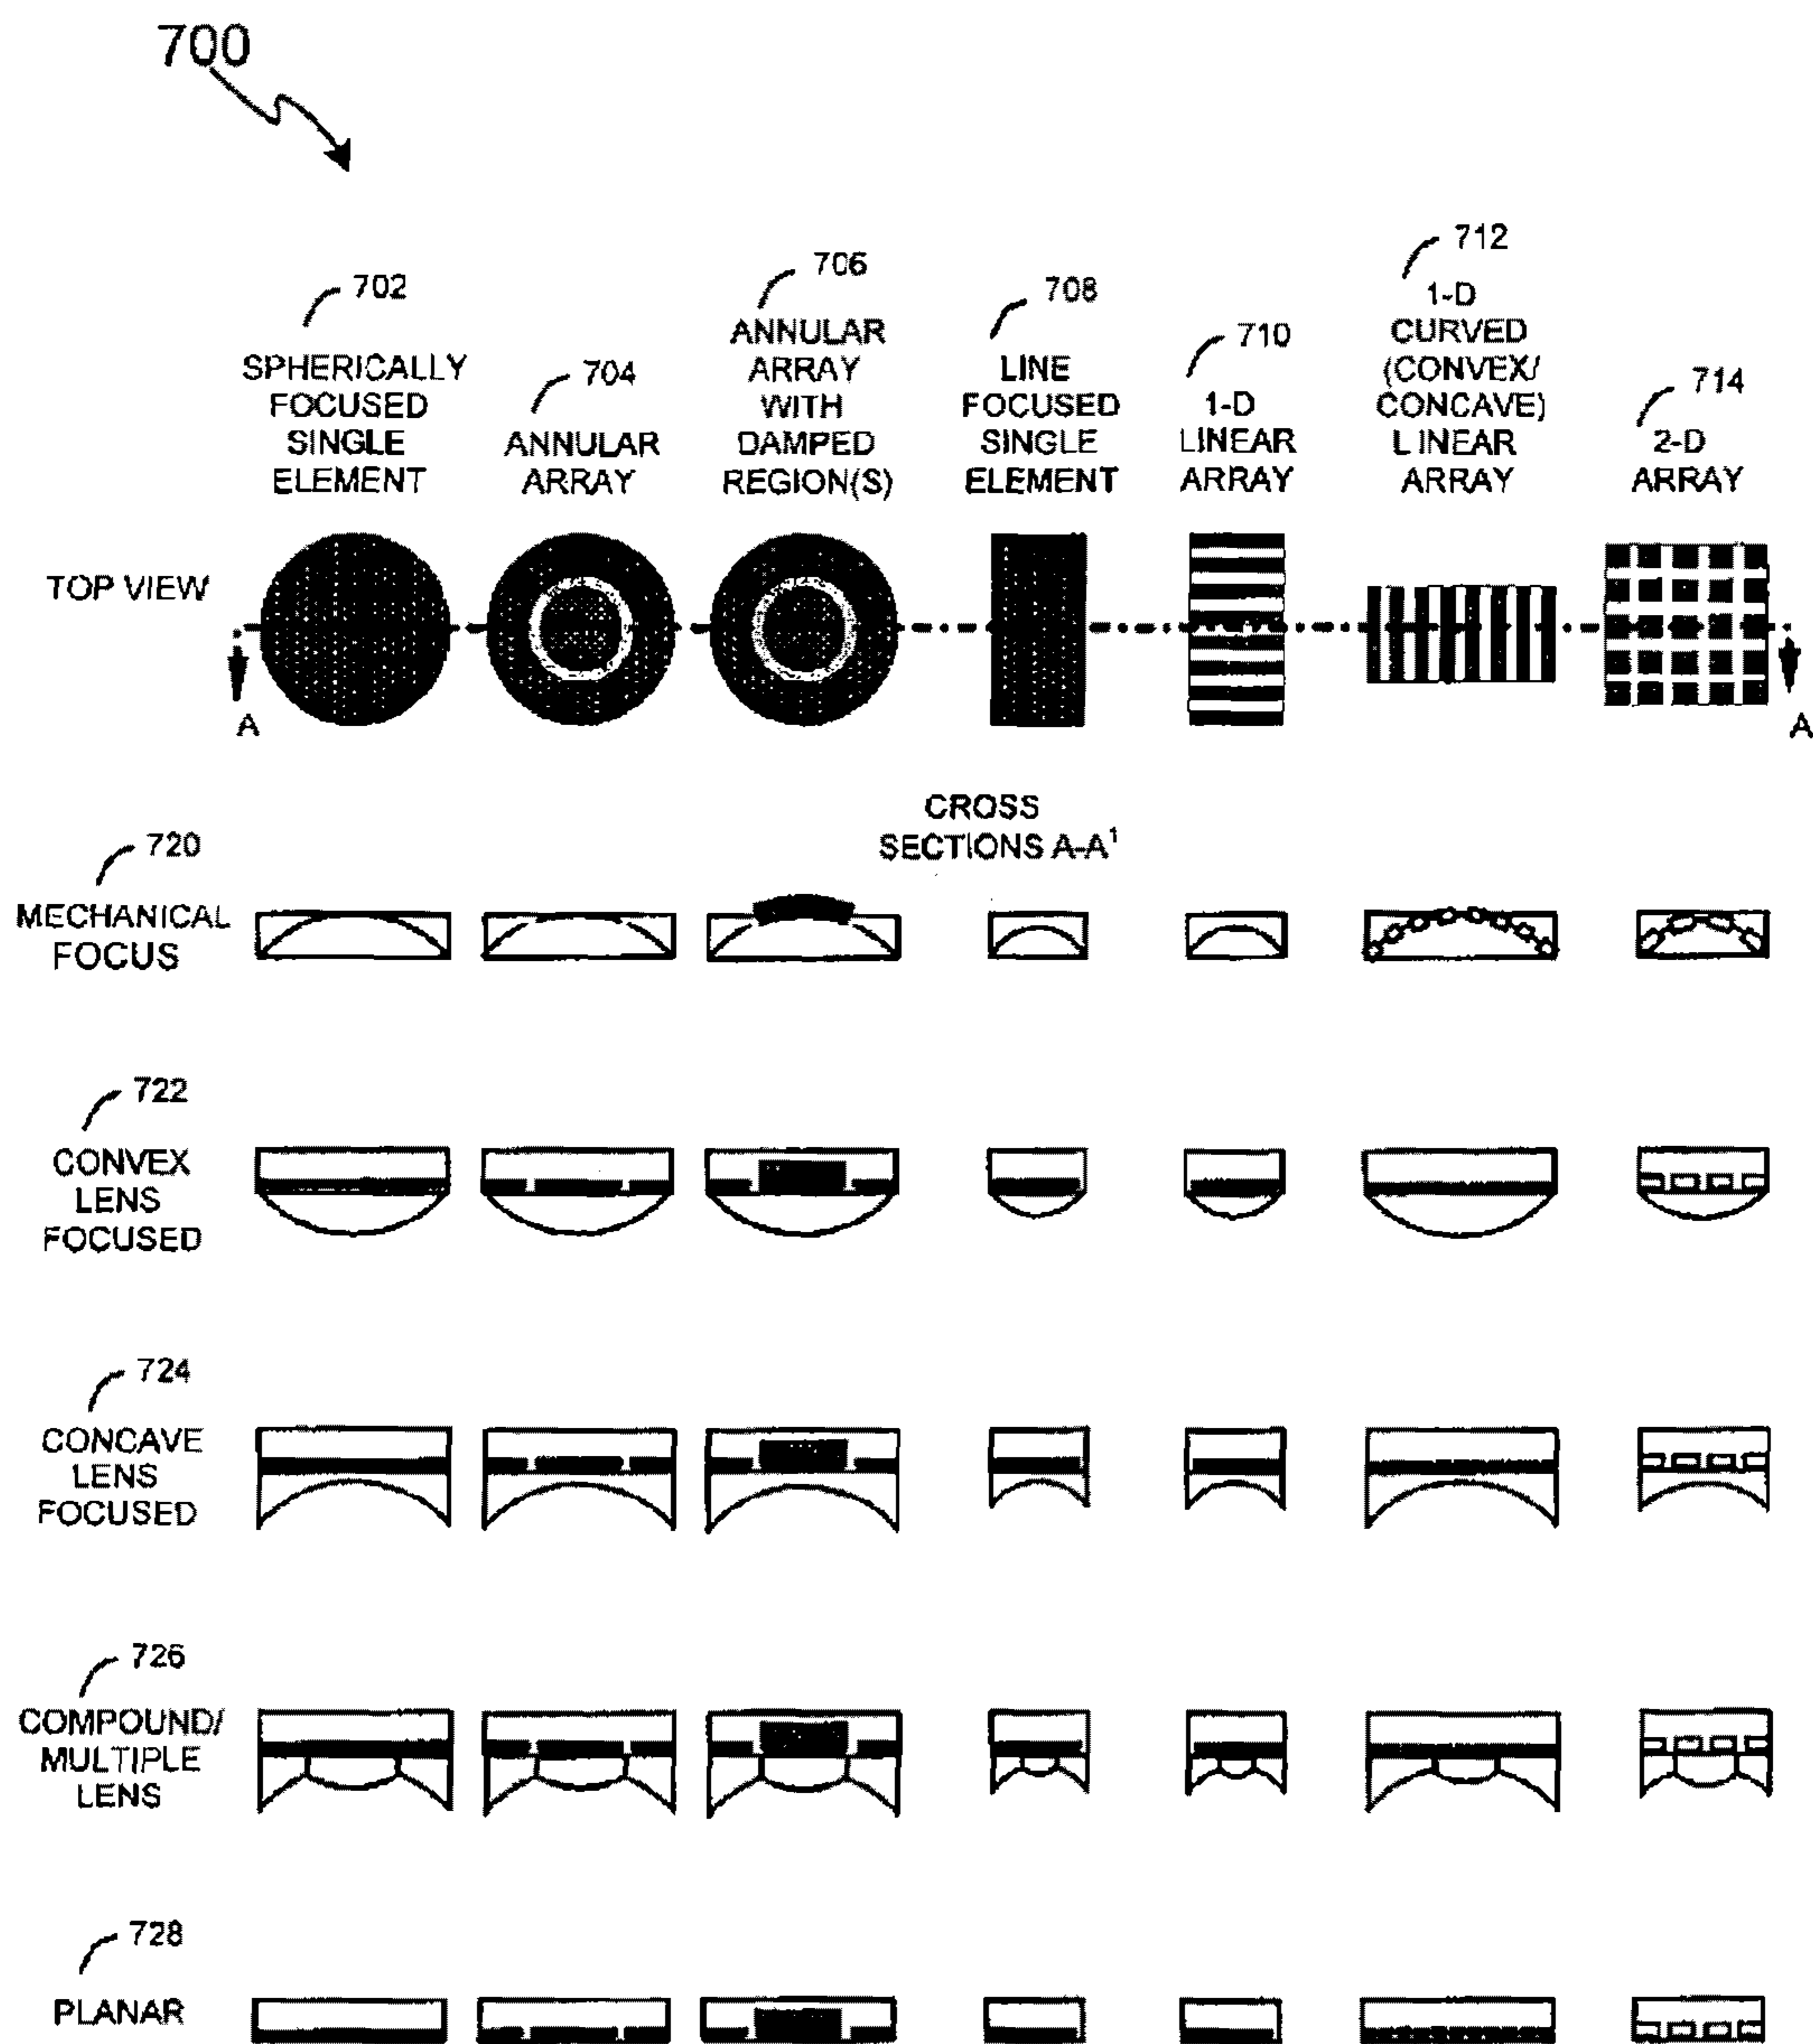 700
702
SPHERICALLY
FOCUSED
SINGLE
ELEMENT
704
ANNULAR
ARRAY
706
ANNULAR
ARRAY
WITH
DAMPED
REGION(S)
708
LINE
FOCUSED
SINGLE
ELEMENT
710
1-D
LINEAR
ARRAY
712
1-D
CURVED
(CONVEX/
CONCAVE)
LINEAR
ARRAY
714
2-D
ARRAY
TOP VIEW
A
A
CROSS
SECTIONS A-A¹
720
MECHANICAL
FOCUS
722
CONVEX
LENS
FOCUSED
724
CONCAVE
LENS
FOCUSED
726
COMPOUND/
MULTIPLE
LENS
728
PLANAR